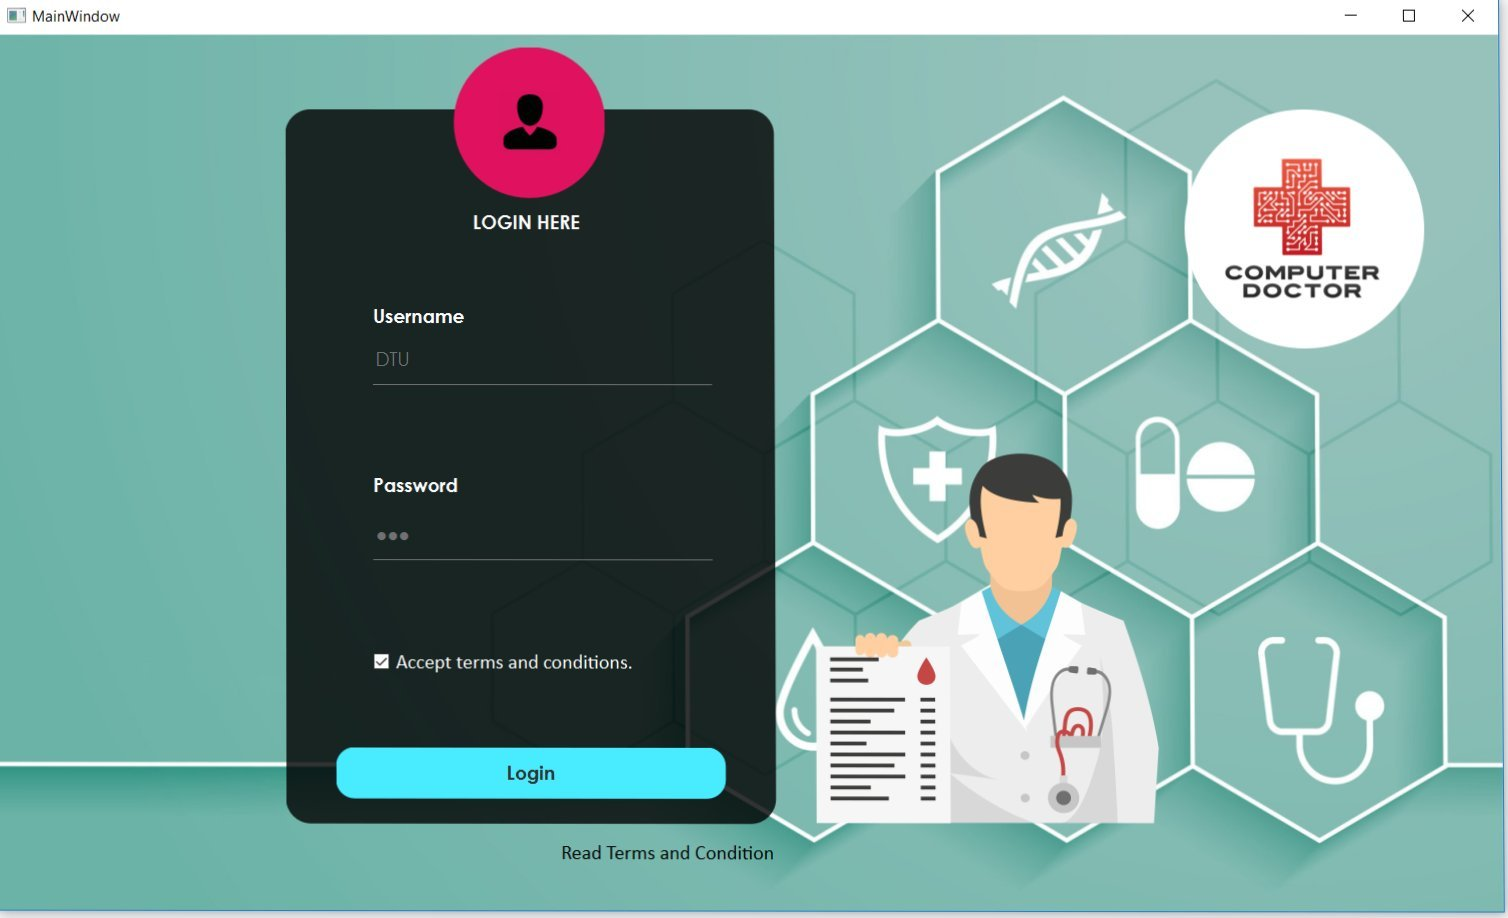 MainWindow
LOGIN HERE
Username
DTU
Password
Accept terms and conditions.
Login
Read Terms and Condition
COMPUTER
DOCTOR